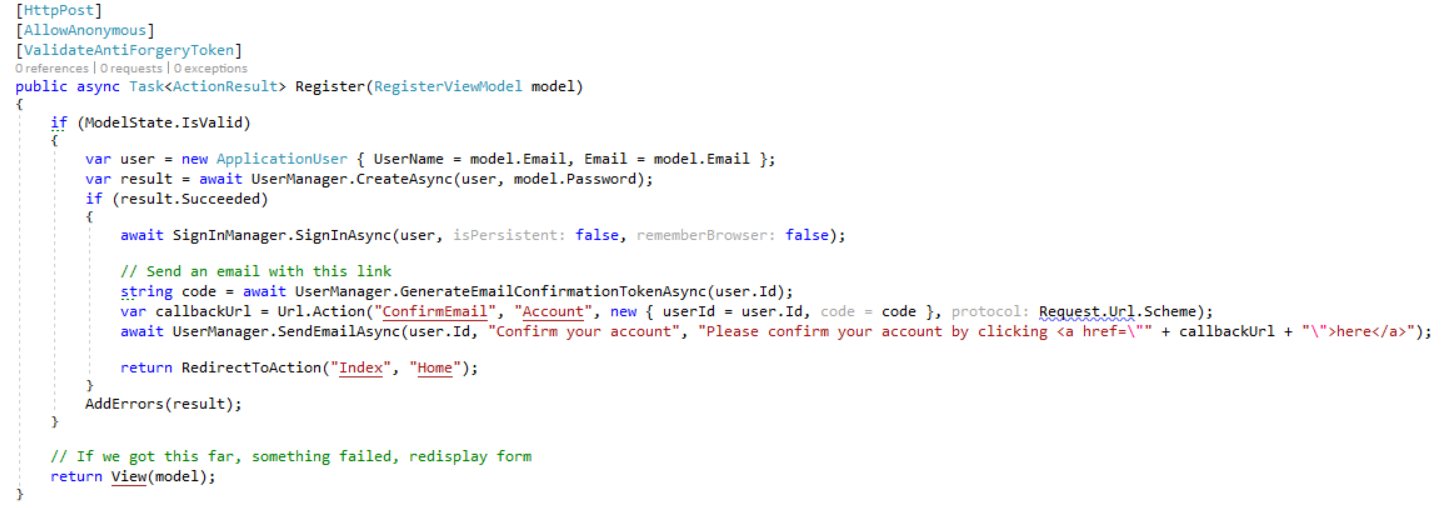 [HttpPost]
[AllowAnonymous]
[ValidateAntiForgeryToken]
0 references | 0 requests | 0 exceptions
public async Task<ActionResult> Register(RegisterViewModel model)
{
if (ModelState.IsValid)
{
var user = new ApplicationUser { UserName = model.Email, Email = model.Email };
var result = await UserManager.CreateAsync(user, model.Password);
if (result.Succeeded)
{
await SignInManager.SignInAsync(user, isPersistent: false, rememberBrowser: false);
// Send an email with this link
string code = await UserManager.GenerateEmailConfirmationTokenAsync(user.Id);
var callbackUrl = Url.Action("ConfirmEmail", "Account", new { userId = user.Id, code = code }, protocol: Request.Url.Scheme);
await UserManager.SendEmailAsync(user.Id, "Confirm your account", "Please confirm your account by clicking <a href=\"" + callbackUrl + "\">here</a>");
return RedirectToAction("Index", "Home");
}
AddErrors(result);
}
// If we got this far, something failed, redisplay form
return View(model);
}